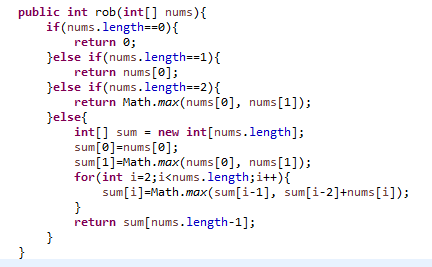 public int rob(int[] nums){
    if(nums.length==0){
        return 0;
    }else if(nums.length==1){
        return nums[0];
    }else if(nums.length==2){
        return Math.max(nums[0], nums[1]);
    }else{
        int[] sum = new int[nums.length];
        sum[0]=nums[0];
        sum[1]=Math.max(nums[0], nums[1]);
        for(int i=2;i<nums.length;i++){
            sum[i]=Math.max(sum[i-1], sum[i-2]+nums[i]);
        }
        return sum[nums.length-1];
    }
}